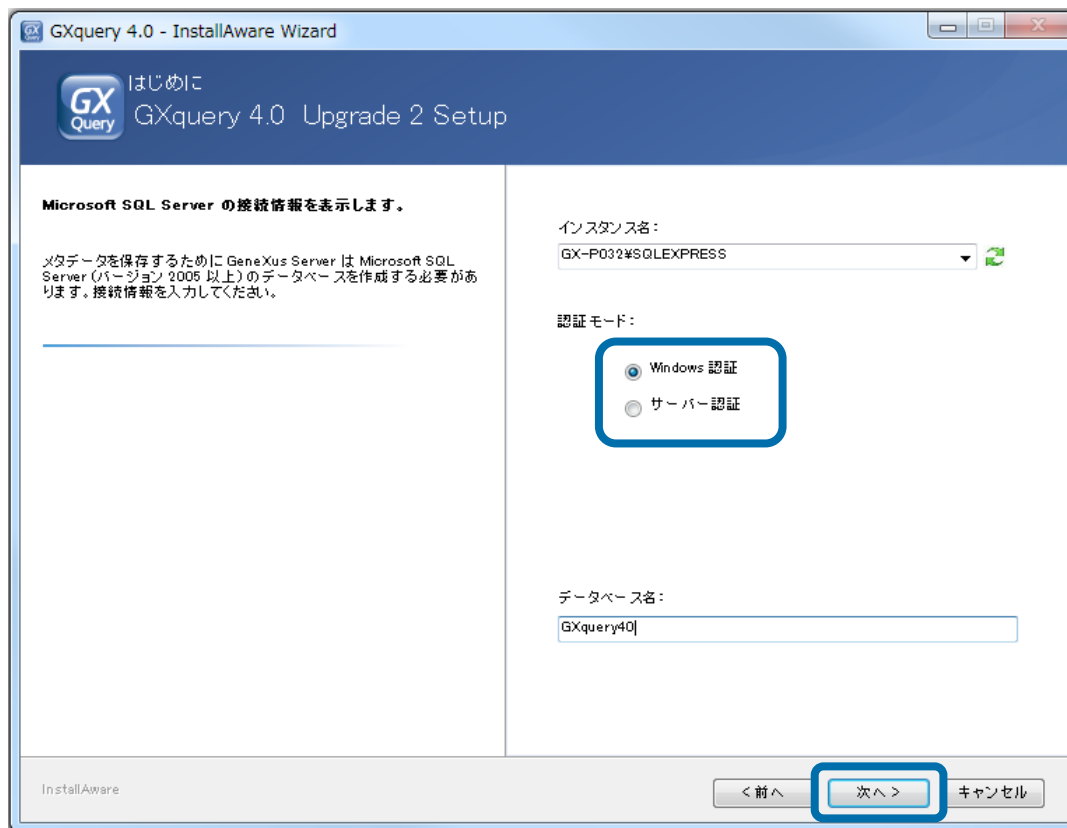 GXquery 4.0 - InstallAware Wizard
GX
Query
はじめに
GXquery 4.0 Upgrade 2 Setup
Microsoft SQL Server の接続情報を表示します。
メタデータを保存するために GeneXus Server は Microsoft SQL
Server (バージョン 2005 以上) のデータベースを作成する必要があ
ります。接続情報を入力してください。
インスタンス名:
GX-P032¥SQLEXPRESS
認証モード:
Windows 認証
サーバー認証
データベース名:
GXquery40
InstallAware
< 前へ
次へ >
キャンセル